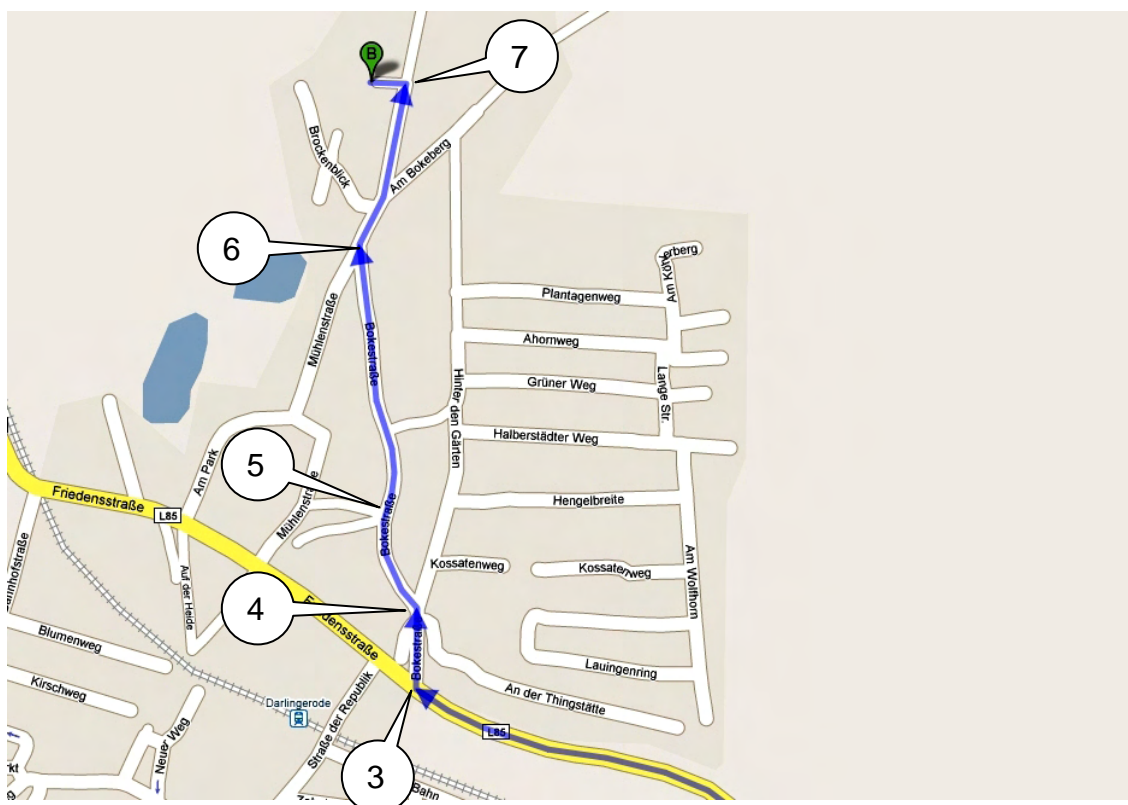 B
7
Brockenblick
Am Bokeberg
6
Am Köterberg
Plantagenweg
Mühlenstraße
Bokestraße
Ahornweg
Hinter den Gärten
Grüner Weg
Lange Str.
Halberstädter Weg
5
Am Park
Friedensstraße
L85
Mühlenstraße
Bokestraße
Hengelbreite
Auf der Heide
Kossatenweg
Kossatenweg
Am Wolfhorn
4
Friedensstraße
Blumenweg
Bokestraße
Lauingenring
Kirschweg
An der Thingstätte
Darlingerode
Straße der Republik
L85
Neuer Weg
3
Bahn